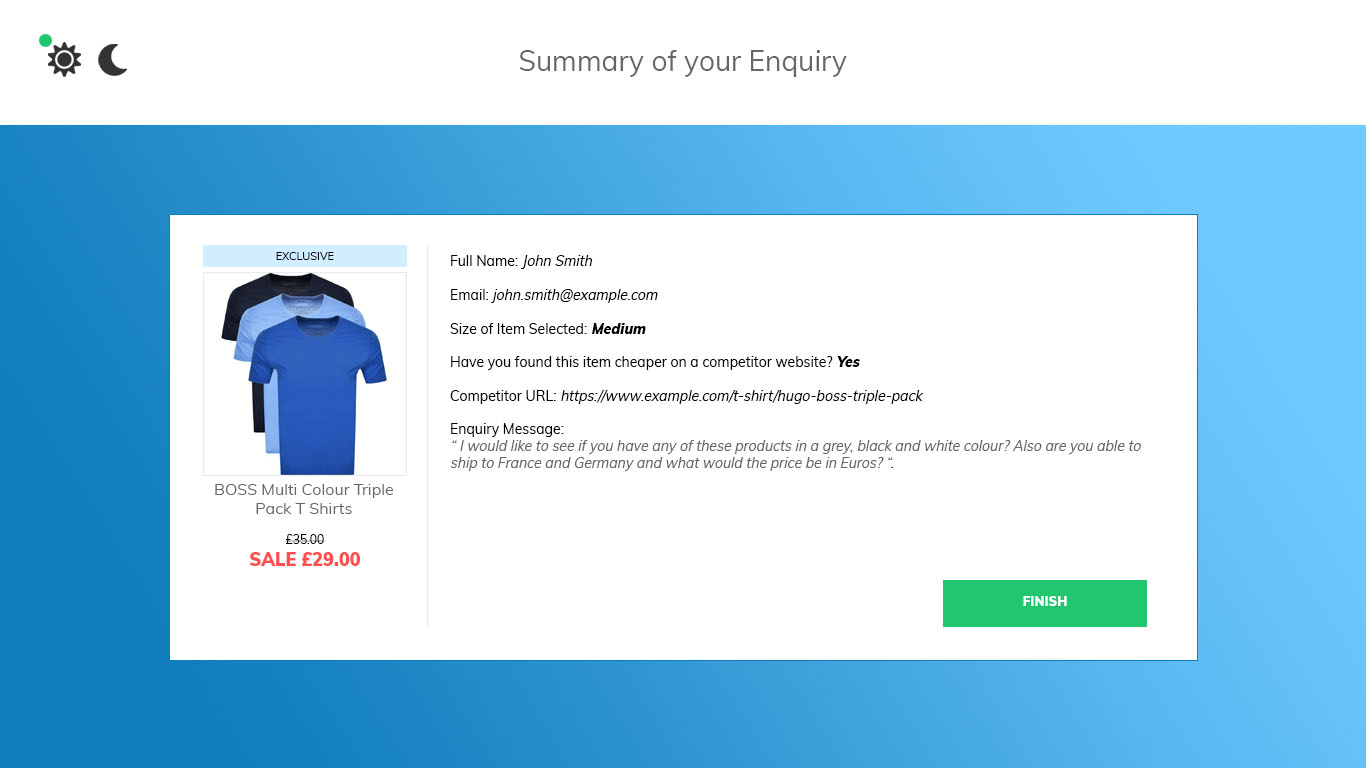 Summary of your Enquiry
EXCLUSIVE
BOSS Multi Colour Triple
Pack T Shirts
£35.00
SALE £29.00
Full Name: John Smith
Email: john.smith@example.com
Size of Item Selected: Medium
Have you found this item cheaper on a competitor website? Yes
Competitor URL: https://www.example.com/t-shirt/hugo-boss-triple-pack
Enquiry Message:
“ I would like to see if you have any of these products in a grey, black and white colour? Also are you able to
ship to France and Germany and what would the price be in Euros? “.
FINISH